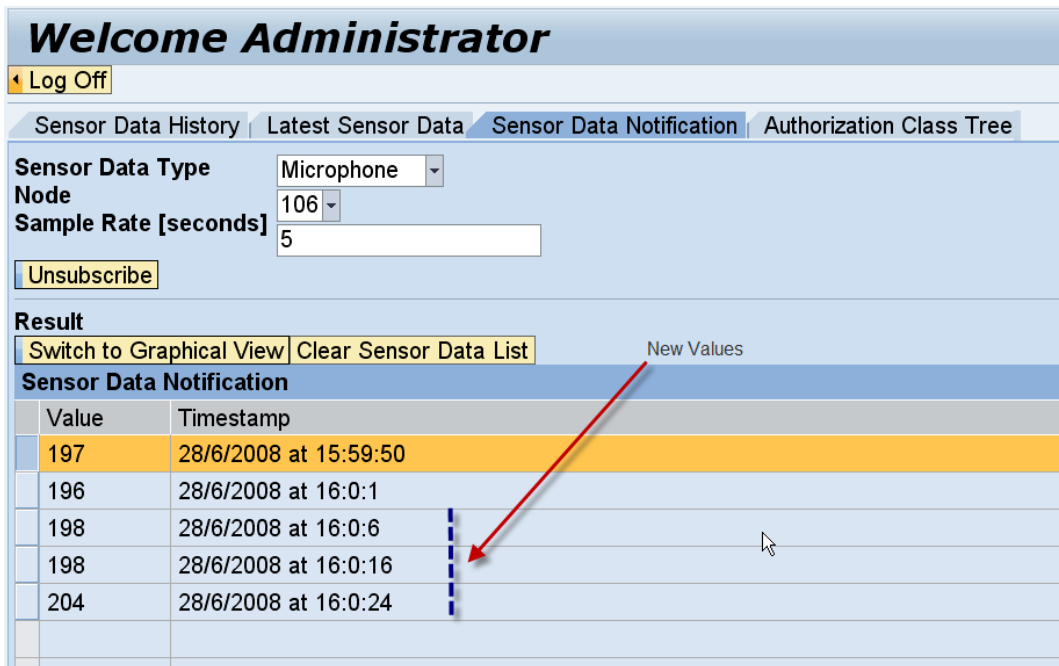 Welcome Administrator
Log Off
Sensor Data History Latest Sensor Data Sensor Data Notification Authorization Class Tree
Sensor Data Type Microphone
Node 106
Sample Rate [seconds] 5
Unsubscribe
Result
Switch to Graphical View Clear Sensor Data List New Values
Sensor Data Notification
Value Timestamp
197 28/6/2008 at 15:59:50
196 28/6/2008 at 16:0:1
198 28/6/2008 at 16:0:6
198 28/6/2008 at 16:0:16
204 28/6/2008 at 16:0:24